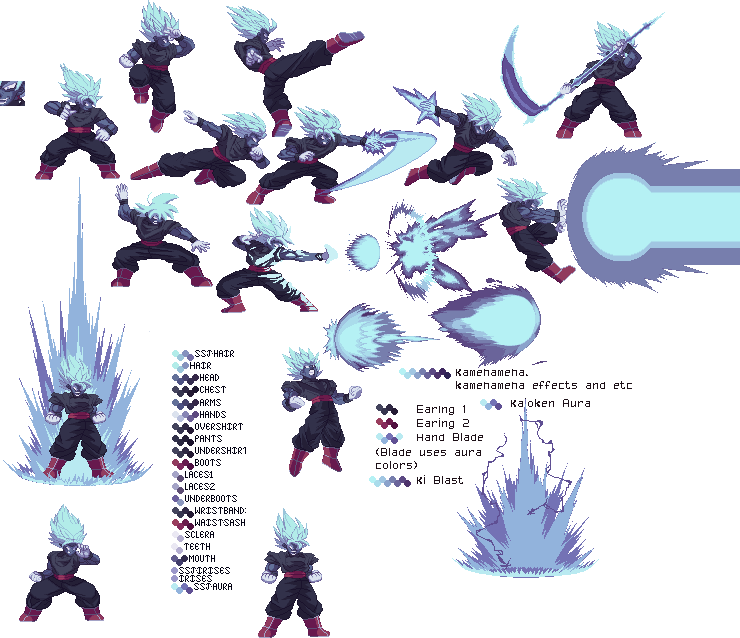 SSJHAIR
HAIR
HEAD
CHEST
ARMS
HANDS
OVERSHIRT
PANTS
UNDERSHIRT
BOOTS
LACES1
LACES2
UNDERBOOTS
WRISTBAND:
WAISTSASH
SCLERA
TEETH
MOUTH
SSJIRISES
IRISES
SSJAURA
Kamehameha.
kamehameha effects and etc
Earing 1
Kaioken Aura
Earing 2
Hand Blade
(Blade uses aura
colors)
Ki Blast